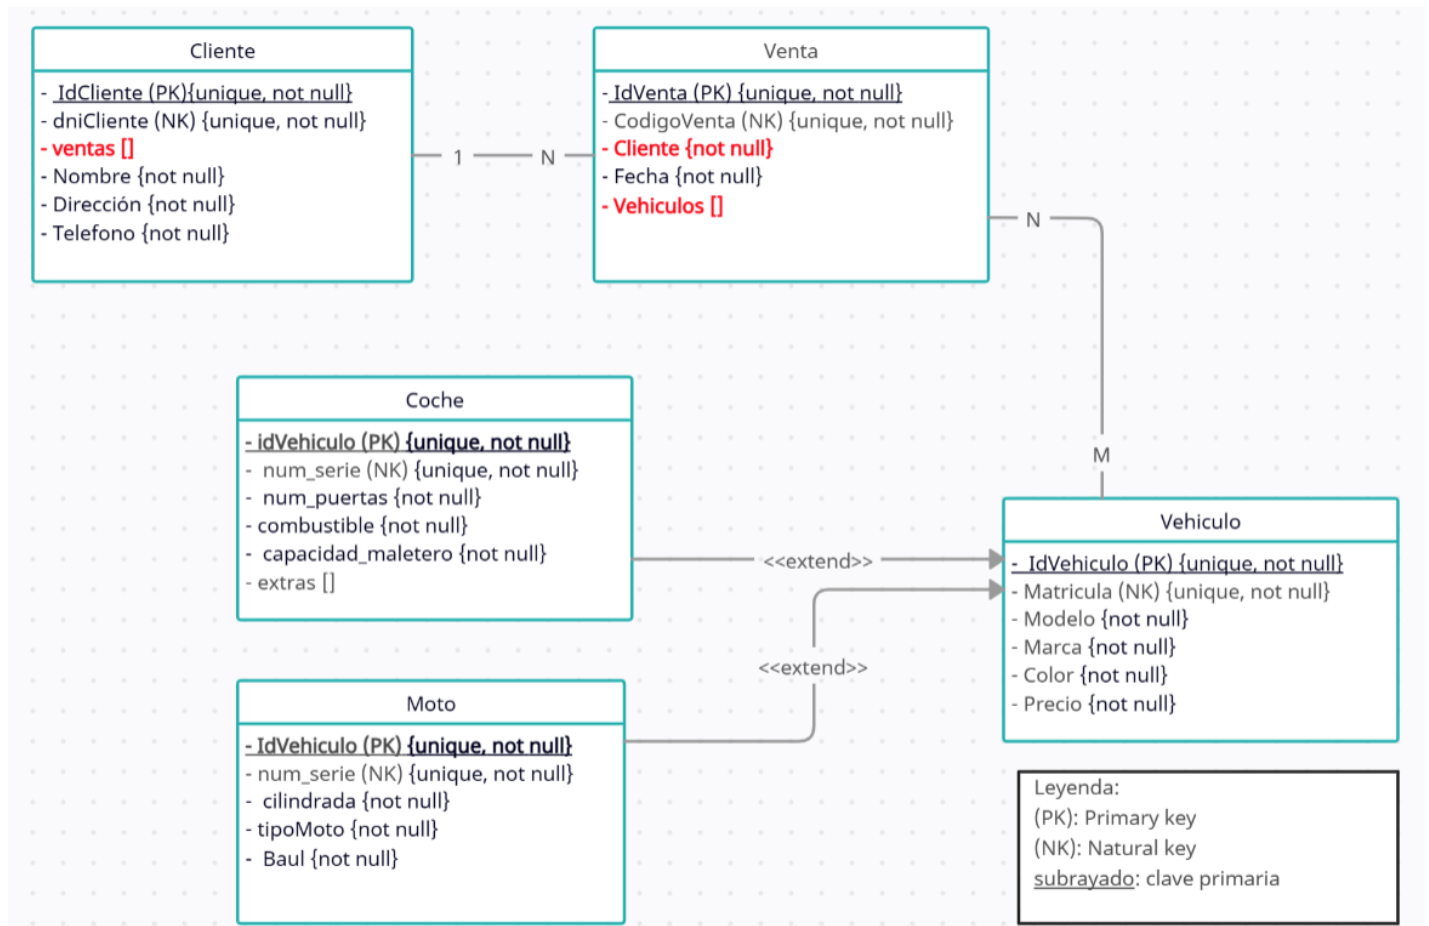 Cliente
- IdCliente (PK){unique, not null}
- dniCliente (NK) {unique, not null}
- ventas []
- Nombre {not null}
- Dirección {not null}
- Telefono {not null}
1
N
Venta
- IdVenta (PK) {unique, not null}
- CodigoVenta (NK) {unique, not null}
- Cliente {not null}
- Fecha {not null}
- Vehiculos []
N
M
Coche
- idVehiculo (PK) {unique, not null}
- num_serie (NK) {unique, not null}
- num_puertas {not null}
- combustible {not null}
- capacidad_maletero {not null}
- extras []
<<extend>>
<<extend>>
Vehiculo
- IdVehiculo (PK) {unique, not null}
- Matricula (NK) {unique, not null}
- Modelo {not null}
- Marca {not null}
- Color {not null}
- Precio {not null}
Moto
- IdVehiculo (PK) {unique, not null}
- num_serie (NK) {unique, not null}
- cilindrada {not null}
- tipoMoto {not null}
- Baul {not null}
Leyenda:
(PK): Primary key
(NK): Natural key
subrayado: clave primaria